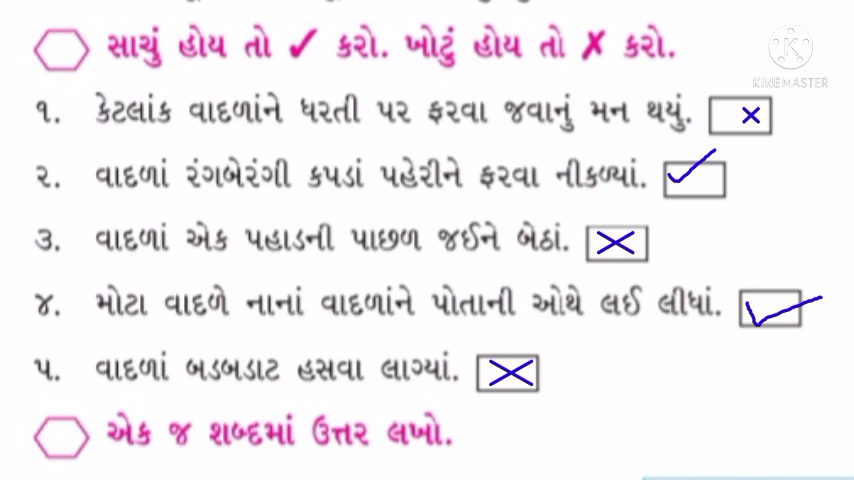 સાચું હોય તો ✓ કરો. ખોટું હોય તો ✗ કરો.
KINEMASTER
૧. કેટલાંક વાદળાંને ધરતી પર ફરવા જવાનું મન થયું. ✗
૨. વાદળાં રંગબેરંગી કપડાં પહેરીને ફરવા નીકળ્યાં. ✓
૩. વાદળાં એક પહાડની પાછળ જઈને બેઠાં. ✗
૪. મોટા વાદળે નાનાં વાદળાંને પોતાની ઓથે લઈ લીધાં. ✓
૫. વાદળાં બડબડાટ હસવા લાગ્યાં. ✗
એક જ શબ્દમાં ઉત્તર લખો.